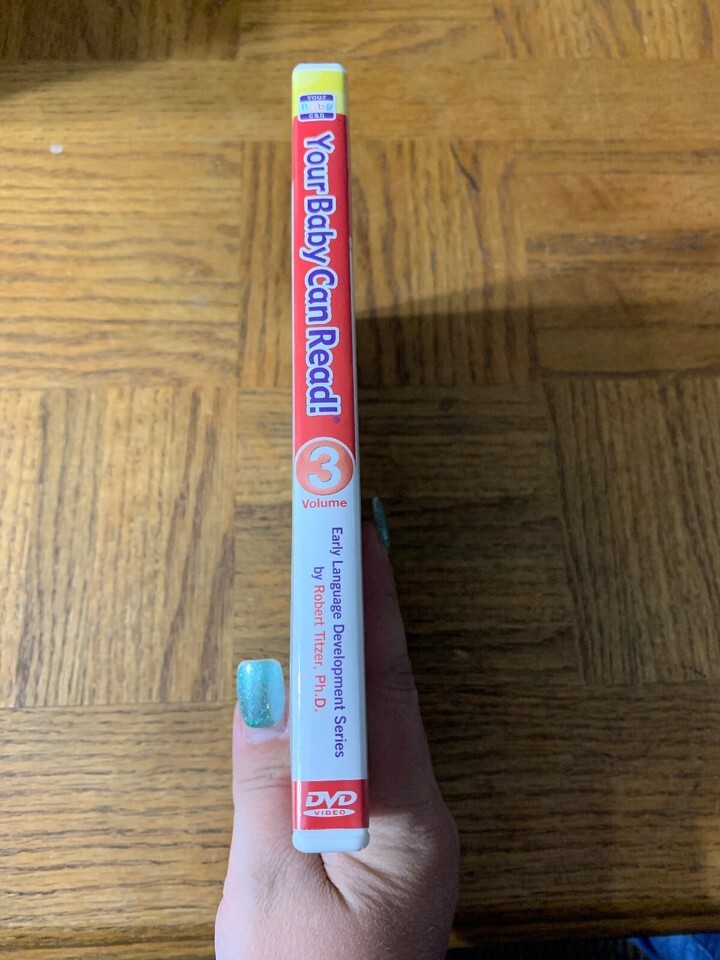 YOUR
Baby
CAN
Your Baby Can Read!®
3
Volume
Early Language Development Series
by Robert Titzer, Ph.D.
DVD
VIDEO